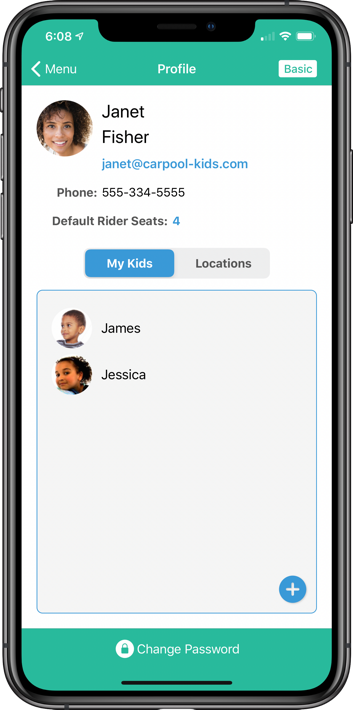 6:08
Menu
Profile
Basic
Janet
Fisher
janet@carpool-kids.com
Phone: 555-334-5555
Default Rider Seats: 4
My Kids
Locations
James
Jessica
Change Password